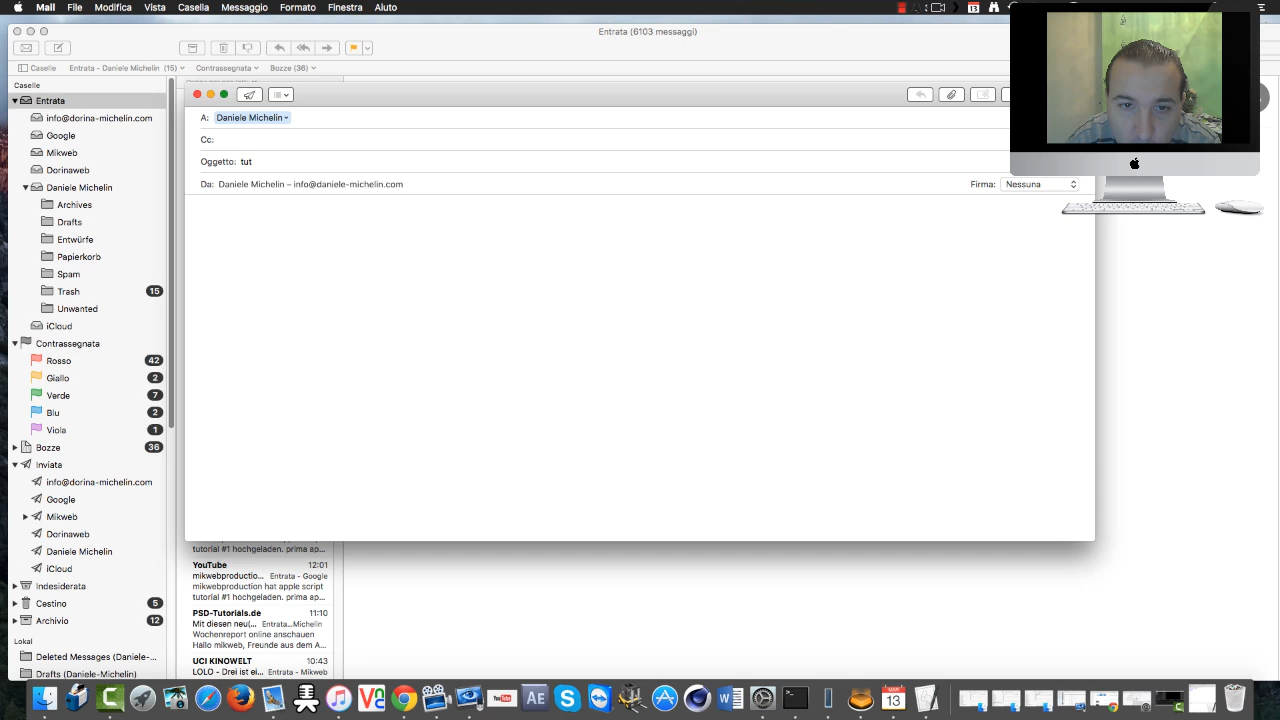 Mail File Modifica Vista Casella Messaggio Formato Finestra Aiuto
Entrata (6103 messaggi)
Caselle Entrata - Daniele Michelin (15) Contrassegnata Bozze (36)
Caselle
Entrata
info@dorina-michelin.com
Google
Mikweb
Dorinaweb
Daniele Michelin
Archives
Drafts
Entwürfe
Papierkorb
Spam
Trash 15
Unwanted
iCloud
Contrassegnata
Rosso 42
Giallo 2
Verde 7
Blu 2
Viola 1
Bozze 36
Inviata
info@dorina-michelin.com
Google
Mikweb
Dorinaweb
Daniele Michelin
iCloud
Indesiderata
Cestino 5
Archivio 12
Lokal
Deleted Messages (Daniele-...
Drafts (Daniele-Michelin)
A: Daniele Michelin
Cc:
Oggetto: tut
Da: Daniele Michelin – info@daniele-michelin.com Firma: Nessuna
tutorial #1 hochgeladen. prima ap...
YouTube 12:01
mikwebproductio... Entrata - Google
mikwebproduction hat apple script
tutorial #1 hochgeladen. prima ap...
PSD-Tutorials.de 11:10
Mit diesen neu(... Entrata...Michelin
Wochenreport online anschauen
Hallo mikweb, Freunde aus dem A...
UCI KINOWELT 10:43
LOLO - Drei ist ei... Entrata - Mikweb
You Tube
AE
13
13